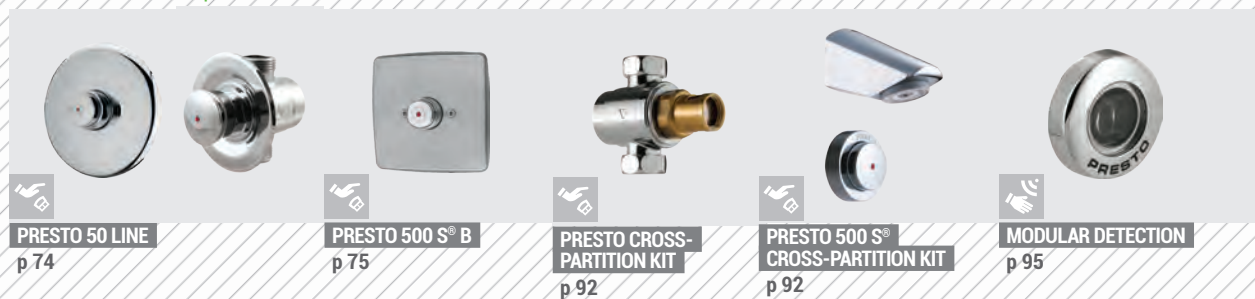 PRESTO
PRESTO 50 LINE
p 74
PRESTO 500 S® B
p 75
PRESTO CROSS-
PARTITION KIT
p 92
PRESTO 500 S®
CROSS-PARTITION KIT
p 92
MODULAR DETECTION
p 95